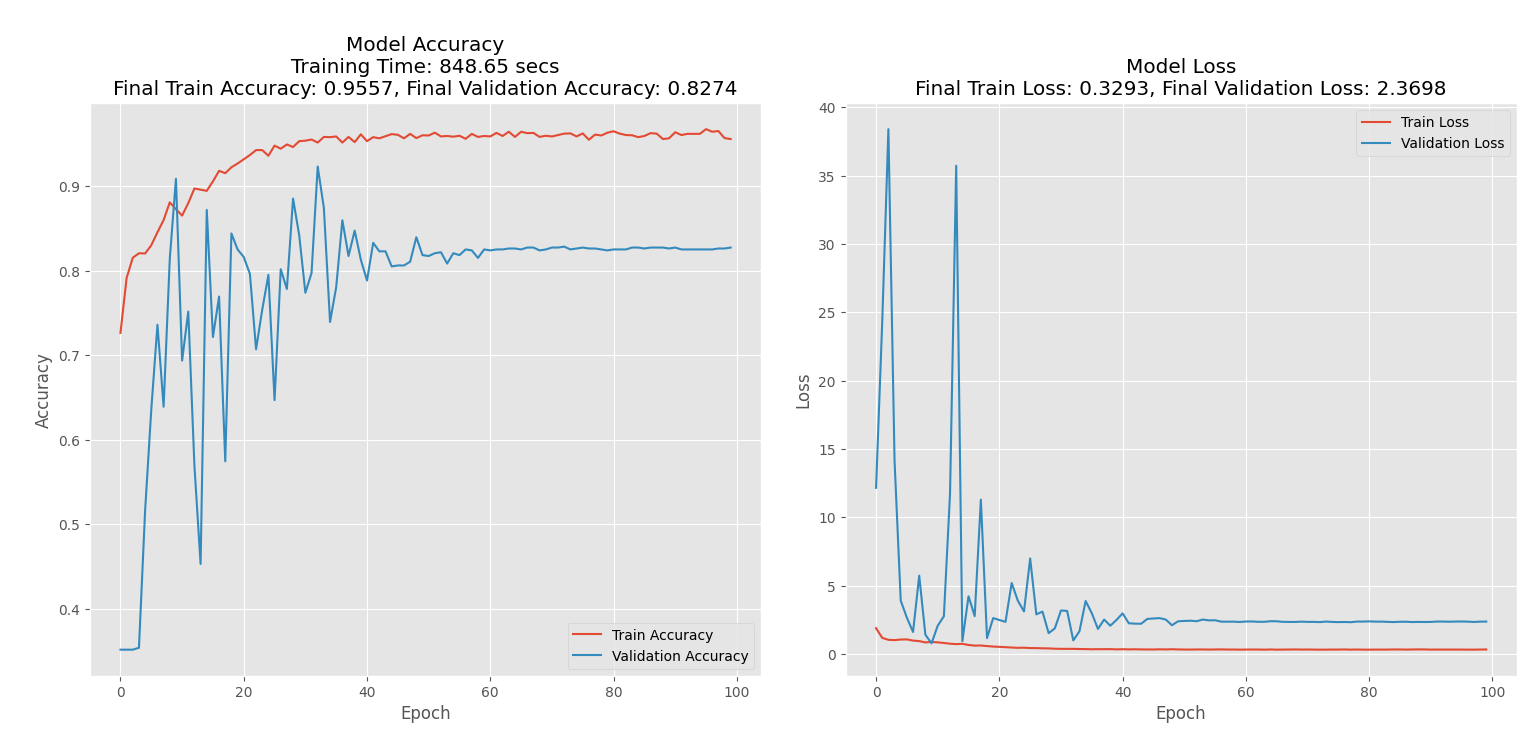 Model Accuracy
Training Time: 848.65 secs
Final Train Accuracy: 0.9557, Final Validation Accuracy: 0.8274
Accuracy
0.9
0.8
0.7
0.6
0.5
0.4
Train Accuracy
Validation Accuracy
0 20 40 60 80 100
Epoch
Model Loss
Final Train Loss: 0.3293, Final Validation Loss: 2.3698
Loss
40
35
30
25
20
15
10
5
0
Train Loss
Validation Loss
0 20 40 60 80 100
Epoch